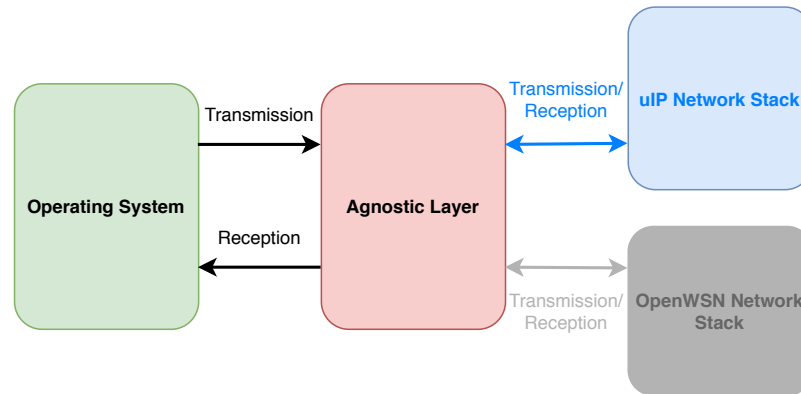 Operating System
Transmission
Reception
Agnostic Layer
Transmission/
Reception
uIP Network Stack
Transmission/
Reception
OpenWSN Network
Stack